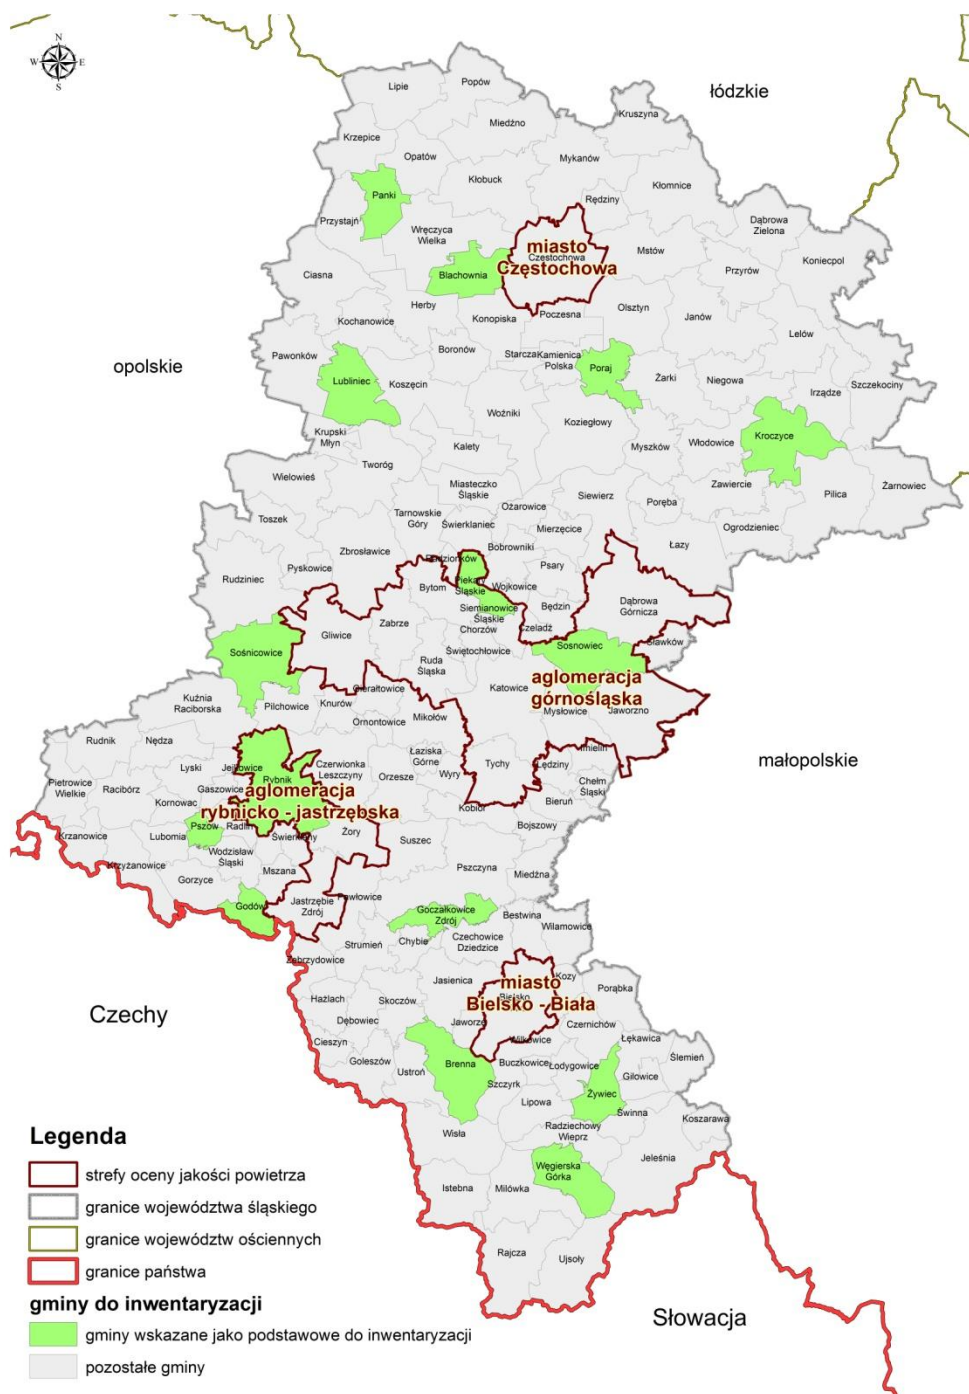 N
W E
S
łódzkie
Lipie
Popów
Kruszyna
Miedźno
Krzepice
Opatów
Mykanów
Kłobuck
Kłomnice
Panki
Rędziny
Przystajń
Dąbrowa
Zielona
Wręczyca
Wielka
miasto
Częstochowa
Częstochowa
Mstów
Koniecpol
Ciasna
Blachownia
Przyrów
Herby
Olsztyn
Konopiska
Poczesna
Janów
Kochanowice
Lelów
Boronów
Pawonków
Starcza
Kamienica
Polska
opolskie
Lubliniec
Koszęcin
Poraj
Żarki
Niegowa
Irządze
Szczekociny
Woźniki
Koziegłowy
Krupski
Młyn
Kroczyce
Kalety
Myszków
Włodowice
Tworóg
Wielowieś
Zawiercie
Żarnowiec
Miasteczko
Śląskie
Siewierz
Poręba
Pilica
Ożarowice
Toszek
Tarnowskie
Góry
Świerklaniec
Mierzęcice
Ogrodzieniec
Zbrosławice
Bobrowniki
Łazy
Radzionków
Pyskowice
Psary
Rudziniec
Bytom
Piekary
Śląskie
Wojkowice
Dąbrowa
Górnicza
Siemianowice
Śląskie
Będzin
Zabrze
Chorzów
Czeladź
Gliwice
Sławków
Sośnicowice
Świętochłowice
Sosnowiec
Ruda
Śląska
aglomeracja
górnośląska
Gierałtowice
Katowice
Kuźnia
Raciborska
Pilchowice
Knurów
Mysłowice
Jaworzno
Ornontowice
Mikołów
Rudnik
Nędza
Imielin
Łaziska
Górne
Tychy
Lędziny
małopolskie
Lyski
Jejkowice
Rybnik
Czerwionka
Leszczyny
Orzesze
Wyry
Chełm
Śląski
Pietrowice
Wielkie
Racibórz
Gaszowice
aglomeracja
rybnicko - jastrzębska
Kornowac
Bieruń
Kobiór
Pszów
Radlin
Bojszowy
Krzanowice
Lubomia
Świerklany
Żory
Suszec
Wodzisław
Śląski
Krzyżanowice
Mszana
Pszczyna
Miedźna
Gorzyce
Jastrzębie
Zdrój
Pawłowice
Godów
Goczałkowice
Zdrój
Bestwina
Wilamowice
Strumień
Chybie
Czechowice
Dziedzice
Zebrzydowice
Jasienica
miasto
Bielsko - Biała
Bielsko
Kozy
Porąbka
Czechy
Hażlach
Skoczów
Dębowiec
Jaworze
Czernichów
Cieszyn
Wilkowice
Łękawica
Goleszów
Ustroń
Brenna
Buczkowice
Łodygowice
Ślemień
Szczyrk
Gilowice
Żywiec
Lipowa
Świnna
Koszarawa
Wisła
Radziechowy
Wieprz
Węgierska
Górka
Jeleśnia
Istebna
Milówka
Rajcza
Ujsoły
Słowacja
Legenda
strefy oceny jakości powietrza
granice województwa śląskiego
granice województw ościennych
granice państwa
gminy do inwentaryzacji
gminy wskazane jako podstawowe do inwentaryzacji
pozostałe gminy